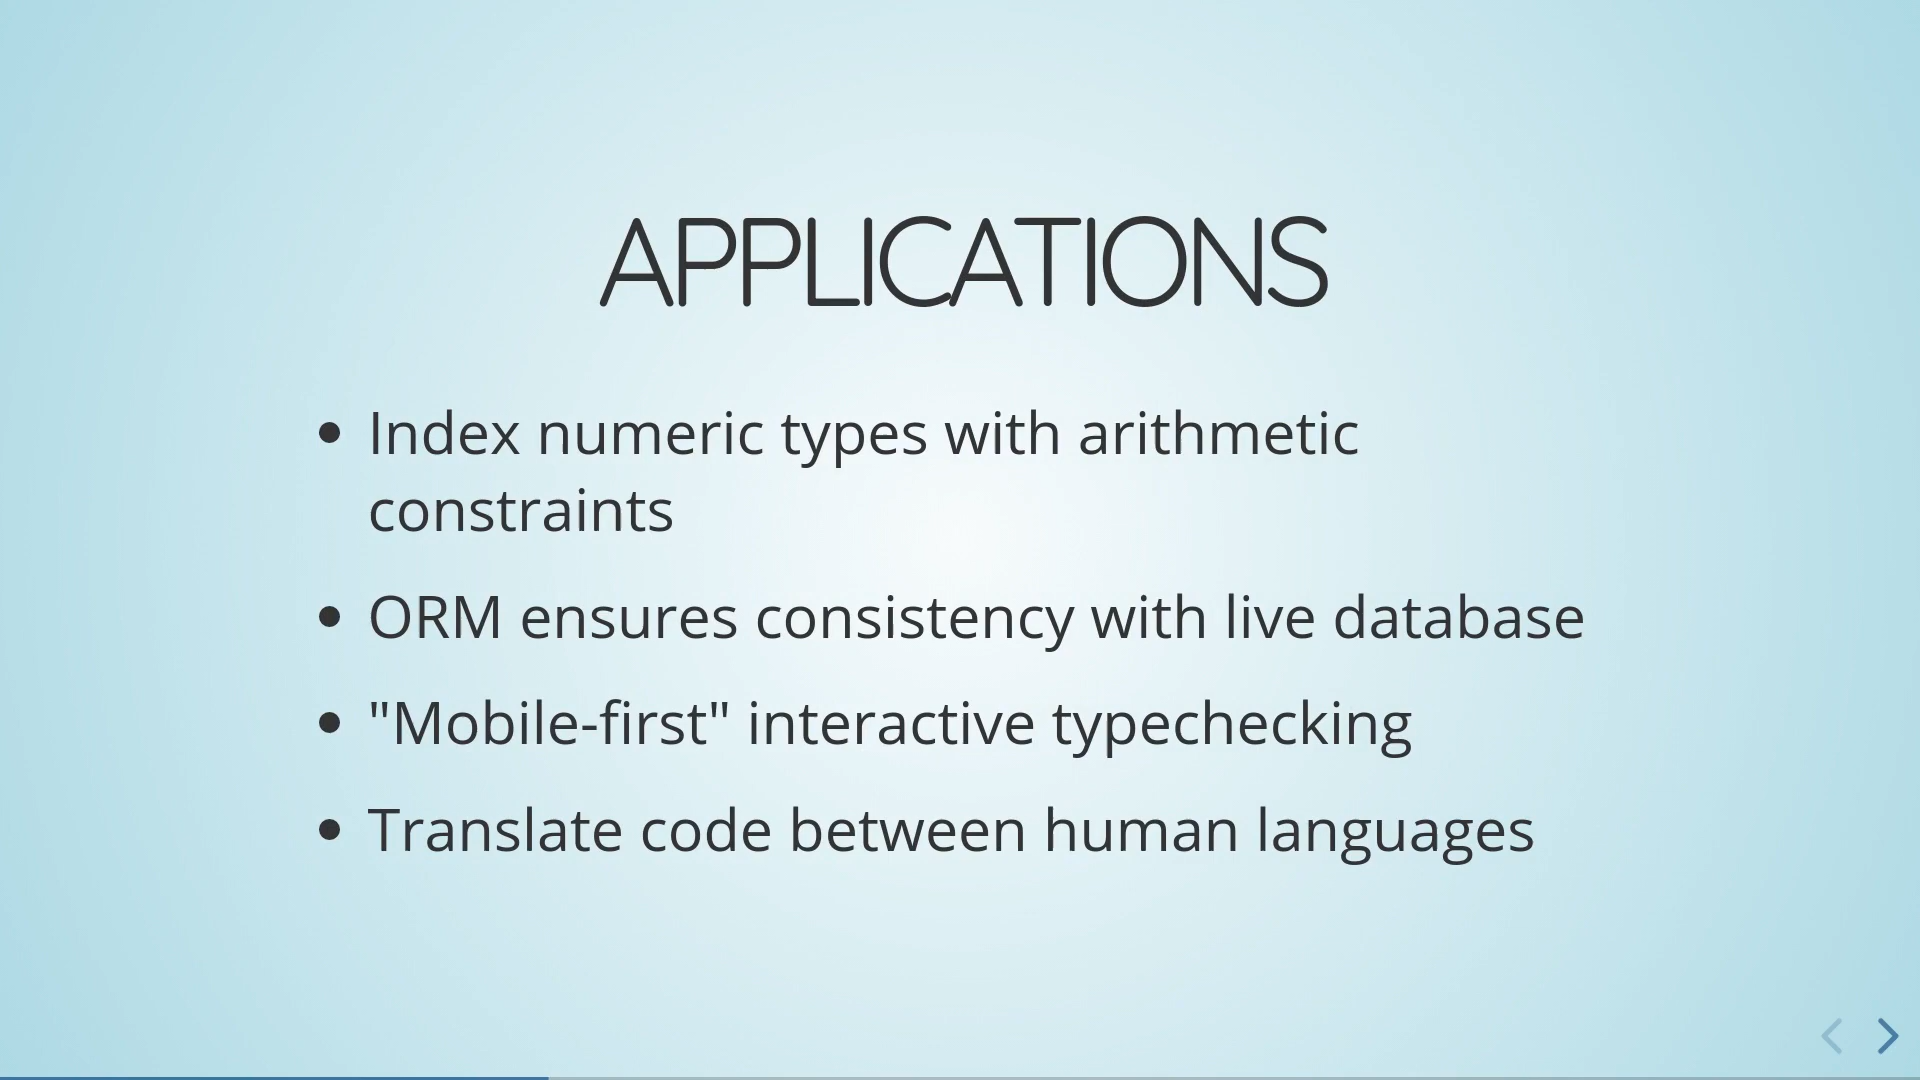 APPLICATIONS
• Index numeric types with arithmetic
constraints
• ORM ensures consistency with live database
• "Mobile-first" interactive typechecking
• Translate code between human languages